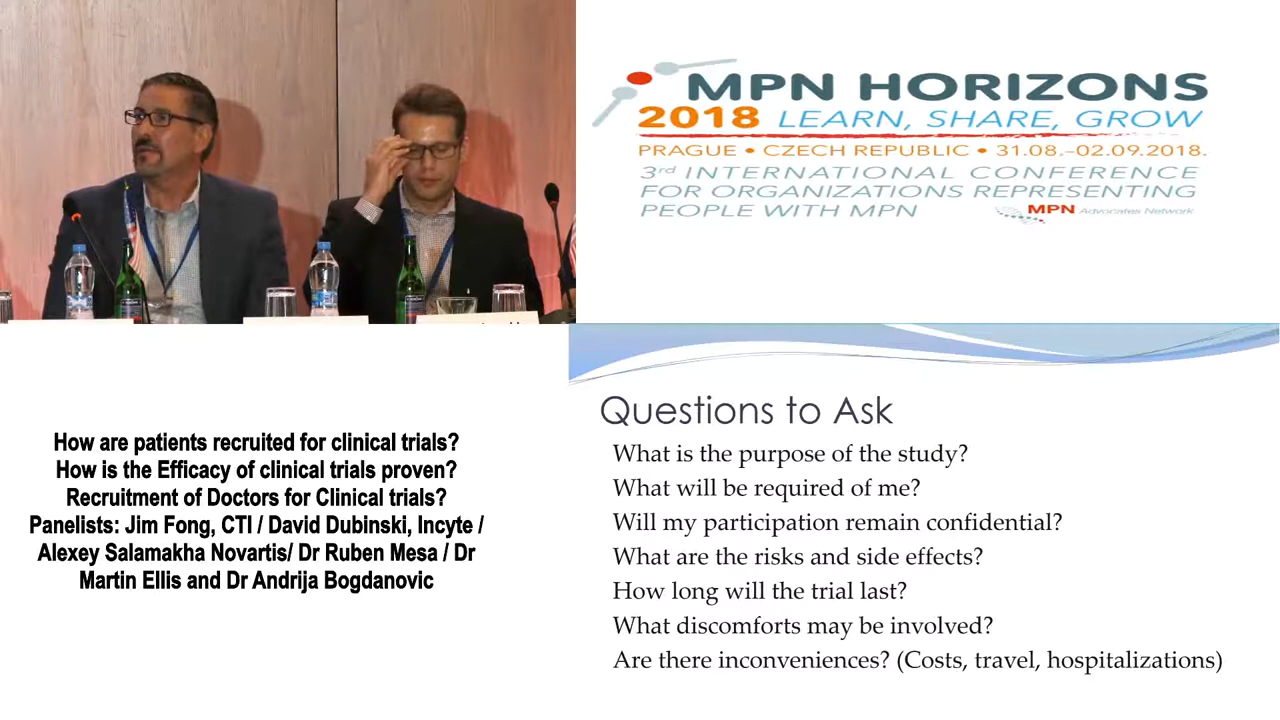 MPN HORIZONS
2018 LEARN, SHARE, GROW
PRAGUE • CZECH REPUBLIC • 31.08.–02.09.2018.
3rd INTERNATIONAL CONFERENCE
FOR ORGANIZATIONS REPRESENTING
PEOPLE WITH MPN
MPN Advocates Network
How are patients recruited for clinical trials?
How is the Efficacy of clinical trials proven?
Recruitment of Doctors for Clinical trials?
Panelists: Jim Fong, CTI / David Dubinski, Incyte /
Alexey Salamakha Novartis/ Dr Ruben Mesa / Dr
Martin Ellis and Dr Andrija Bogdanovic
Questions to Ask
What is the purpose of the study?
What will be required of me?
Will my participation remain confidential?
What are the risks and side effects?
How long will the trial last?
What discomforts may be involved?
Are there inconveniences? (Costs, travel, hospitalizations)